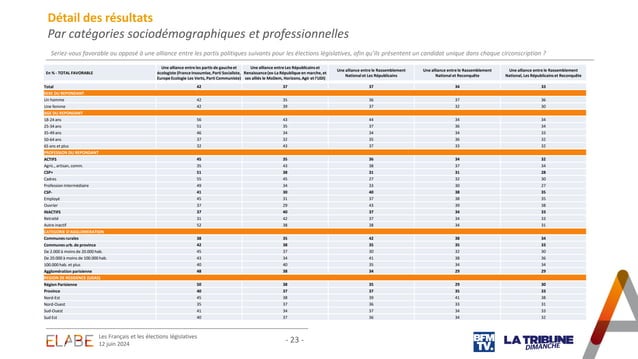 Détail des résultats
Par catégories sociodémographiques et professionnelles
Seriez-vous favorable ou opposé à une alliance entre les partis politiques suivants pour les élections législatives, afin qu'ils présentent un candidat unique dans chaque circonscription ?
En % - TOTAL FAVORABLE
Une alliance entre les partis de gauche et écologiste (France Insoumise, Parti Socialiste, Europe Ecologie Les Verts, Parti Communiste)
Une alliance entre Les Républicains et Renaissance (ex La République en marche, et ses alliés le MoDem, Horizons, Agir et l'UDI)
Une alliance entre le Rassemblement National et Les Républicains
Une alliance entre le Rassemblement National et Reconquête
Une alliance entre le Rassemblement National, Les Républicains et Reconquête
Total 42 37 37 34 33
SEXE DU REPONDANT
Un homme 42 35 36 37 36
Une femme 42 39 37 32 30
AGE DU REPONDANT
18-24 ans 56 43 44 34 34
25-34 ans 51 35 37 36 34
35-49 ans 46 34 34 34 33
50-64 ans 37 32 35 36 32
65 ans et plus 32 43 37 33 32
PROFESSION DU REPONDANT
ACTIFS 45 35 36 34 32
Agric., artisan, comm. 35 43 38 37 34
CSP+ 51 38 31 31 28
Cadres 55 45 27 32 30
Profession intermédiaire 49 34 33 30 27
CSP- 41 30 40 38 35
Employé 45 31 37 38 35
Ouvrier 37 29 43 39 38
INACTIFS 37 40 37 34 33
Retraité 31 42 37 34 33
Autre inactif 52 38 38 34 31
CATEGORIE D'AGGLOMERATION
Communes rurales 38 36 42 38 34
Communes urb. de province 42 38 35 35 33
De 2.000 à moins de 20.000 hab. 45 37 30 32 30
De 20.000 à moins de 100.000 hab. 43 34 41 38 36
100.000 hab. et plus 40 40 35 34 34
Agglomération parisienne 48 38 34 29 29
REGION DE RESIDENCE (UDA5)
Région Parisienne 50 38 35 29 30
Province 40 37 37 35 33
Nord-Est 45 38 39 41 38
Nord-Ouest 35 37 36 33 31
Sud-Ouest 41 34 37 34 33
Sud-Est 40 37 36 34 32
ELABE
Les Français et les élections législatives
12 juin 2024
- 23 -
BFM
TV.
LA TRIBUNE
DIMANCHE